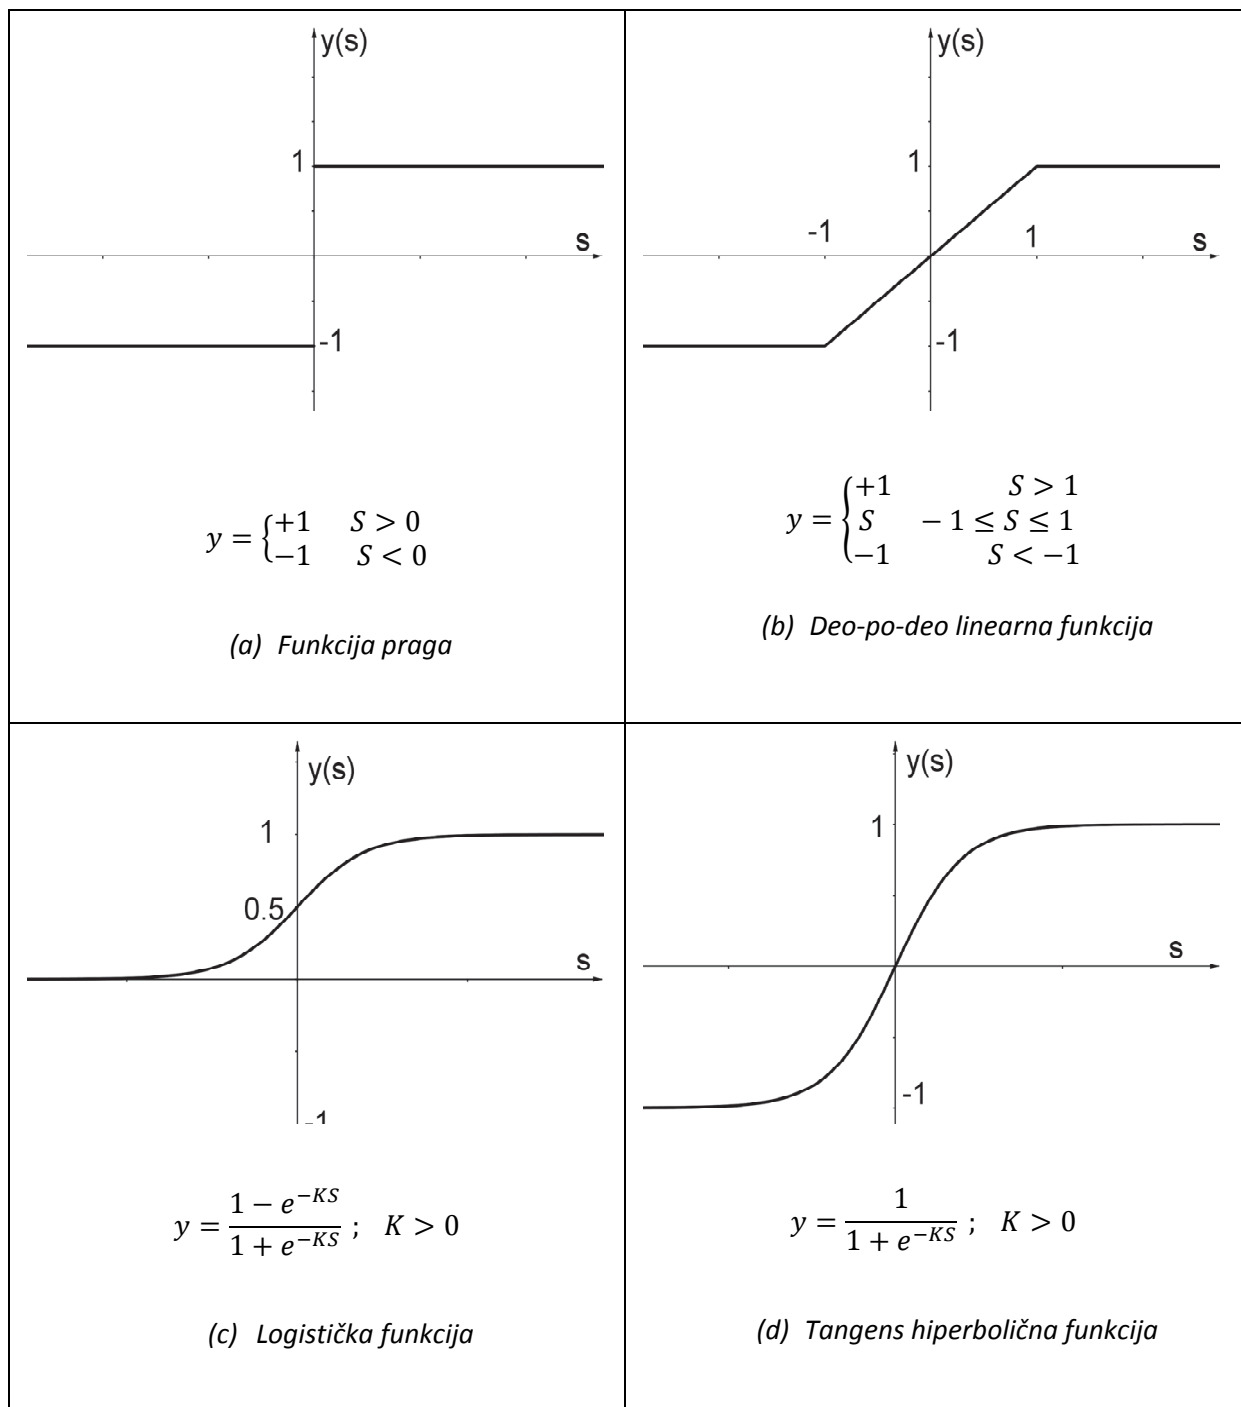 y(s)
1
s
-1
y = {+1 S > 0
-1 S < 0
(a) Funkcija praga
y(s)
1
-1
1
s
-1
y = {+1 S > 1
S − 1 ≤ S ≤ 1
−1 S < −1
(b) Deo-po-deo linearna funkcija
y(s)
1
0.5
s
-1
y = (1 − e^{−KS}) / (1 + e^{−KS}) ; K > 0
(c) Logistička funkcija
y(s)
1
s
-1
y = 1 / (1 + e^{−KS}) ; K > 0
(d) Tangens hiperbolična funkcija